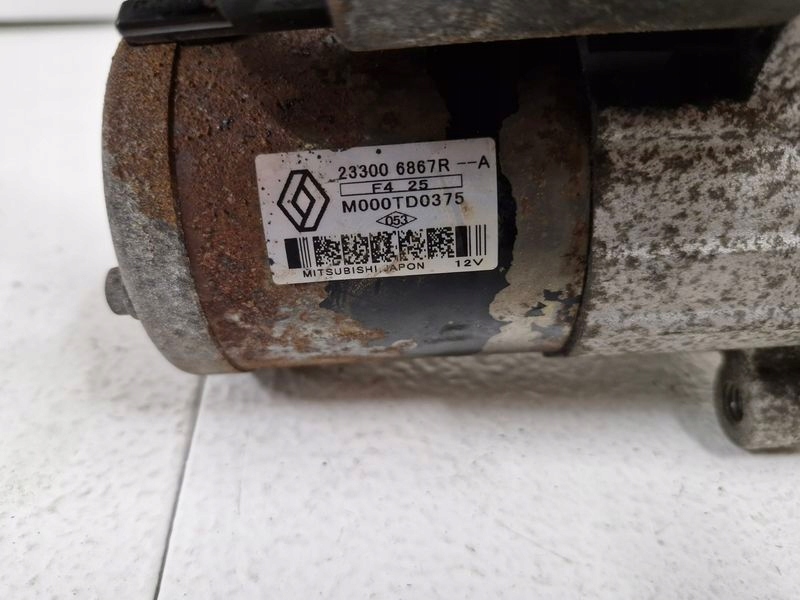 23300 6867R --A
F4 25
M000TD0375
053
MITSUBISHI,JAPON 12V